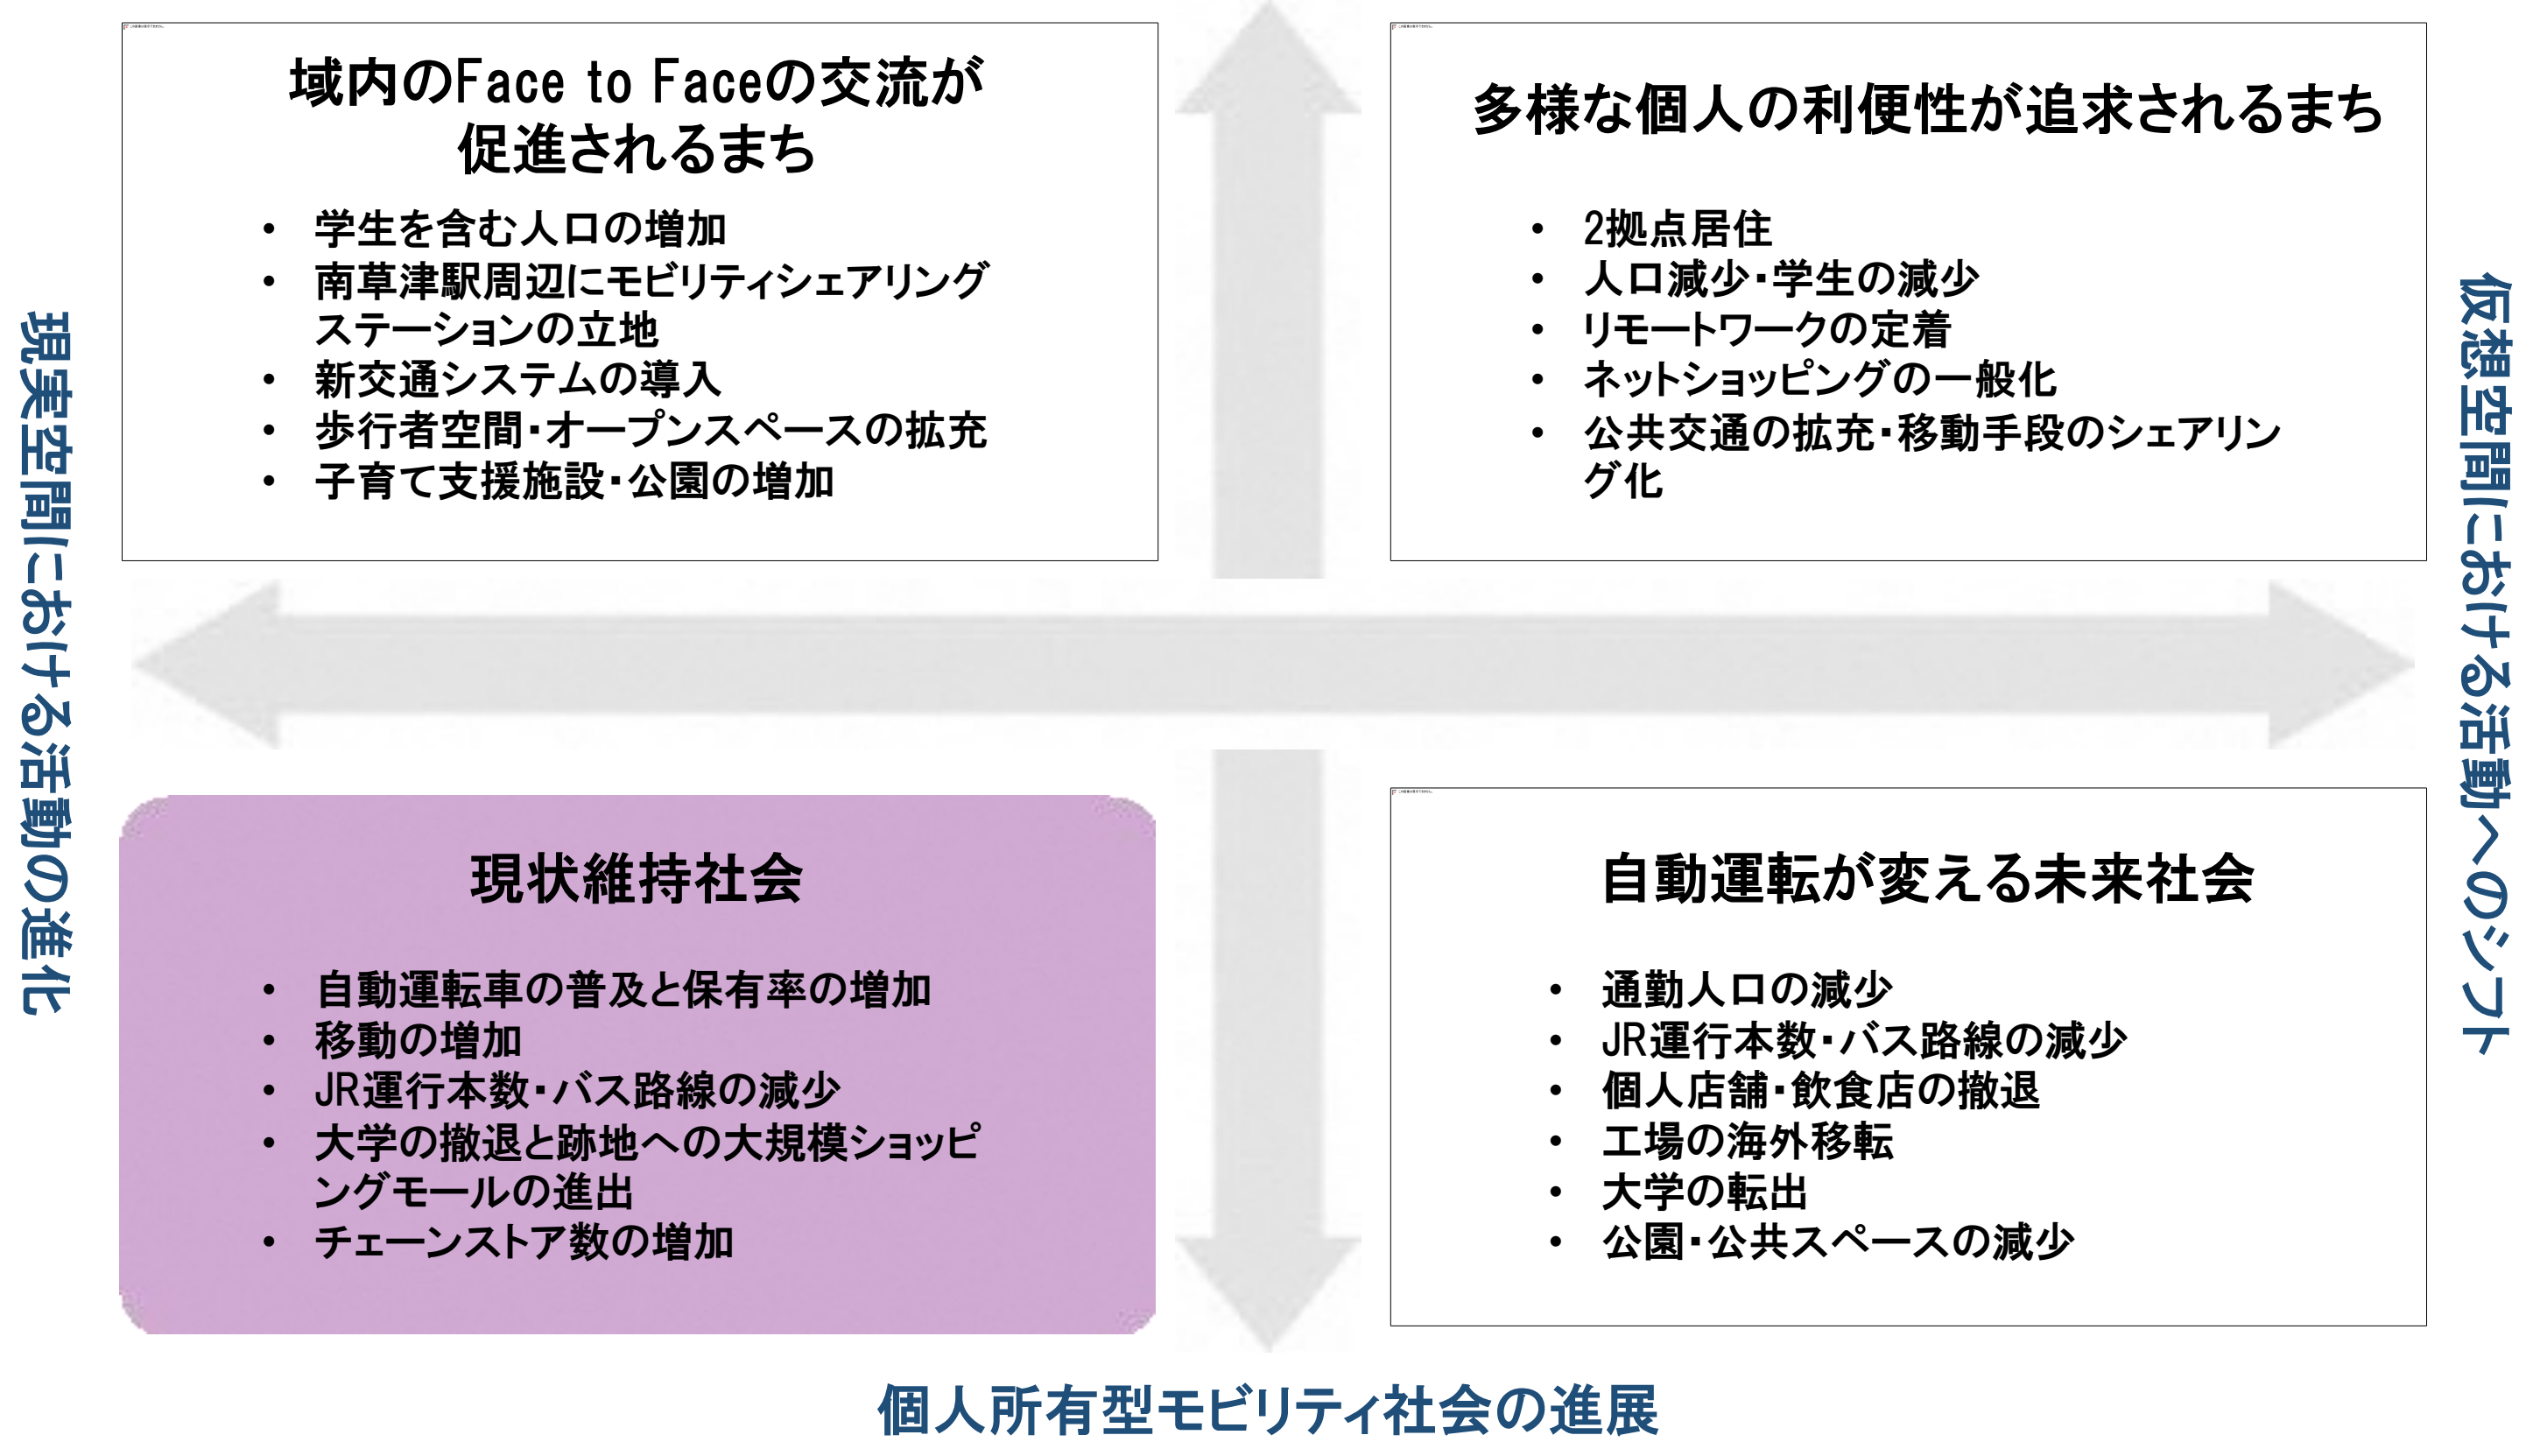 域内のFace to Faceの交流が
促進されるまち
• 学生を含む人口の増加
• 南草津駅周辺にモビリティシェアリング
ステーションの立地
• 新交通システムの導入
• 歩行者空間・オープンスペースの拡充
• 子育て支援施設・公園の増加
多様な個人の利便性が追求されるまち
• 2拠点居住
• 人口減少・学生の減少
• リモートワークの定着
• ネットショッピングの一般化
• 公共交通の拡充・移動手段のシェアリン
グ化
現実空間における活動の進化
仮想空間における活動へのシフト
現状維持社会
• 自動運転車の普及と保有率の増加
• 移動の増加
• JR運行本数・バス路線の減少
• 大学の撤退と跡地への大規模ショッピ
ングモールの進出
• チェーンストア数の増加
自動運転が変える未来社会
• 通勤人口の減少
• JR運行本数・バス路線の減少
• 個人店舗・飲食店の撤退
• 工場の海外移転
• 大学の転出
• 公園・公共スペースの減少
個人所有型モビリティ社会の進展